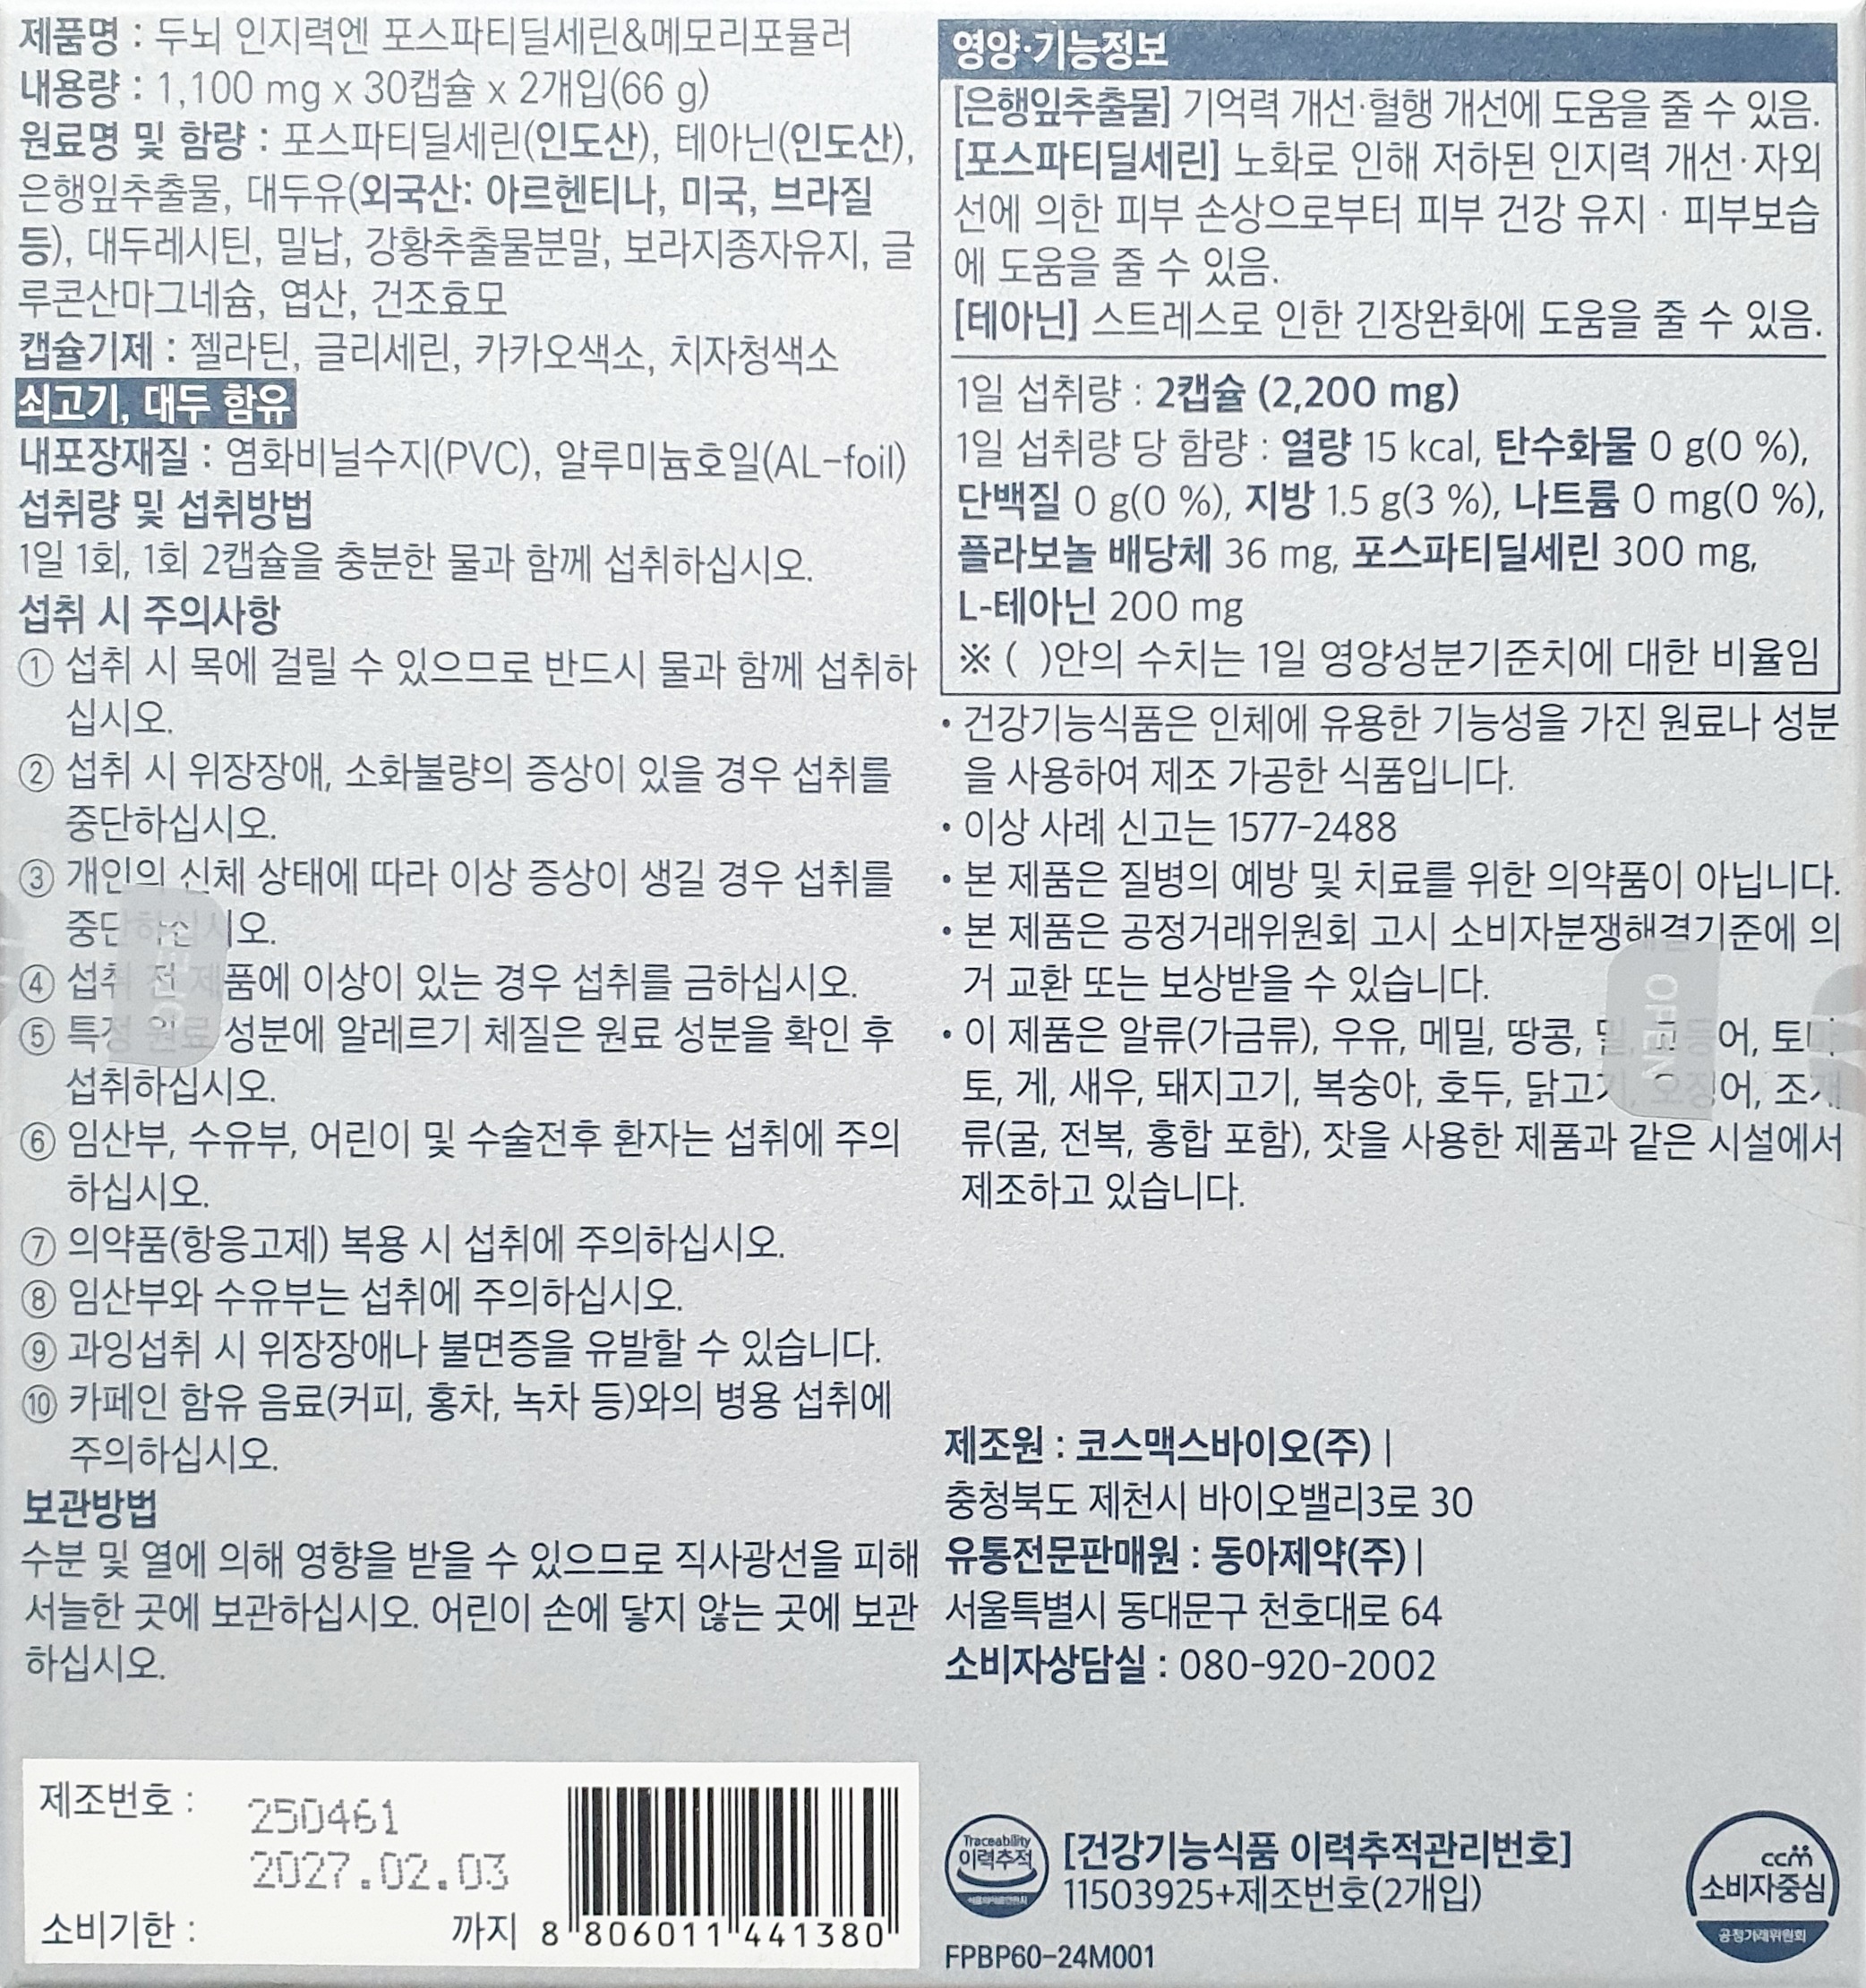 제품명 : 두뇌 인지력엔 포스파티딜세린&메모리포뮬러
내용량 : 1,100 mg x 30캡슐 x 2개입(66 g)
원료명 및 함량 : 포스파티딜세린(인도산), 테아닌(인도산),
은행잎추출물, 대두유(외국산: 아르헨티나, 미국, 브라질
등), 대두레시틴, 밀납, 강황추출물분말, 보라지종자유지, 글
루콘산마그네슘, 엽산, 건조효모
캡슐기제 : 젤라틴, 글리세린, 카카오색소, 치자청색소
쇠고기, 대두 함유
내포장재질 : 염화비닐수지(PVC), 알루미늄호일(AL-foil)
섭취량 및 섭취방법
1일 1회, 1회 2캡슐을 충분한 물과 함께 섭취하십시오.
섭취 시 주의사항
① 섭취 시 목에 걸릴 수 있으므로 반드시 물과 함께 섭취하
십시오.
② 섭취 시 위장장애, 소화불량의 증상이 있을 경우 섭취를
중단하십시오.
③ 개인의 신체 상태에 따라 이상 증상이 생길 경우 섭취를
중단하십시오.
④ 섭취 전 제품에 이상이 있는 경우 섭취를 금하십시오.
⑤ 특정 원료 성분에 알레르기 체질은 원료 성분을 확인 후
섭취하십시오.
⑥ 임산부, 수유부, 어린이 및 수술전후 환자는 섭취에 주의
하십시오.
⑦ 의약품(항응고제) 복용 시 섭취에 주의하십시오.
⑧ 임산부와 수유부는 섭취에 주의하십시오.
⑨ 과잉섭취 시 위장장애나 불면증을 유발할 수 있습니다.
⑩ 카페인 함유 음료(커피, 홍차, 녹차 등)와의 병용 섭취에
주의하십시오.
보관방법
수분 및 열에 의해 영향을 받을 수 있으므로 직사광선을 피해
서늘한 곳에 보관하십시오. 어린이 손에 닿지 않는 곳에 보관
하십시오.
제조번호 :
250461
2027.02.03
소비기한 : 까지
8 806011 441380
영양·기능정보
[은행잎추출물] 기억력 개선·혈행 개선에 도움을 줄 수 있음.
[포스파티딜세린] 노화로 인해 저하된 인지력 개선·자외
선에 의한 피부 손상으로부터 피부 건강 유지 · 피부보습
에 도움을 줄 수 있음.
[테아닌] 스트레스로 인한 긴장완화에 도움을 줄 수 있음.
1일 섭취량 : 2캡슐 (2,200 mg)
1일 섭취량 당 함량 : 열량 15 kcal, 탄수화물 0 g(0 %),
단백질 0 g(0 %), 지방 1.5 g(3 %), 나트륨 0 mg(0 %),
플라보놀 배당체 36 mg, 포스파티딜세린 300 mg,
L-테아닌 200 mg
※ ( )안의 수치는 1일 영양성분기준치에 대한 비율임
• 건강기능식품은 인체에 유용한 기능성을 가진 원료나 성분
을 사용하여 제조 가공한 식품입니다.
• 이상 사례 신고는 1577-2488
• 본 제품은 질병의 예방 및 치료를 위한 의약품이 아닙니다.
• 본 제품은 공정거래위원회 고시 소비자분쟁해결기준에 의
거 교환 또는 보상받을 수 있습니다.
• 이 제품은 알류(가금류), 우유, 메밀, 땅콩, 밀, 고등어, 토마
토, 게, 새우, 돼지고기, 복숭아, 호두, 닭고기, 오징어, 조개
류(굴, 전복, 홍합 포함), 잣을 사용한 제품과 같은 시설에서
제조하고 있습니다.
OPEN
제조원 : 코스맥스바이오(주) |
충청북도 제천시 바이오밸리3로 30
유통전문판매원 : 동아제약(주) |
서울특별시 동대문구 천호대로 64
소비자상담실 : 080-920-2002
Traceability
이력추적
[건강기능식품 이력추적관리번호]
11503925+제조번호(2개입)
ccm
소비자중심
공정거래위원회
FPBP60-24M001